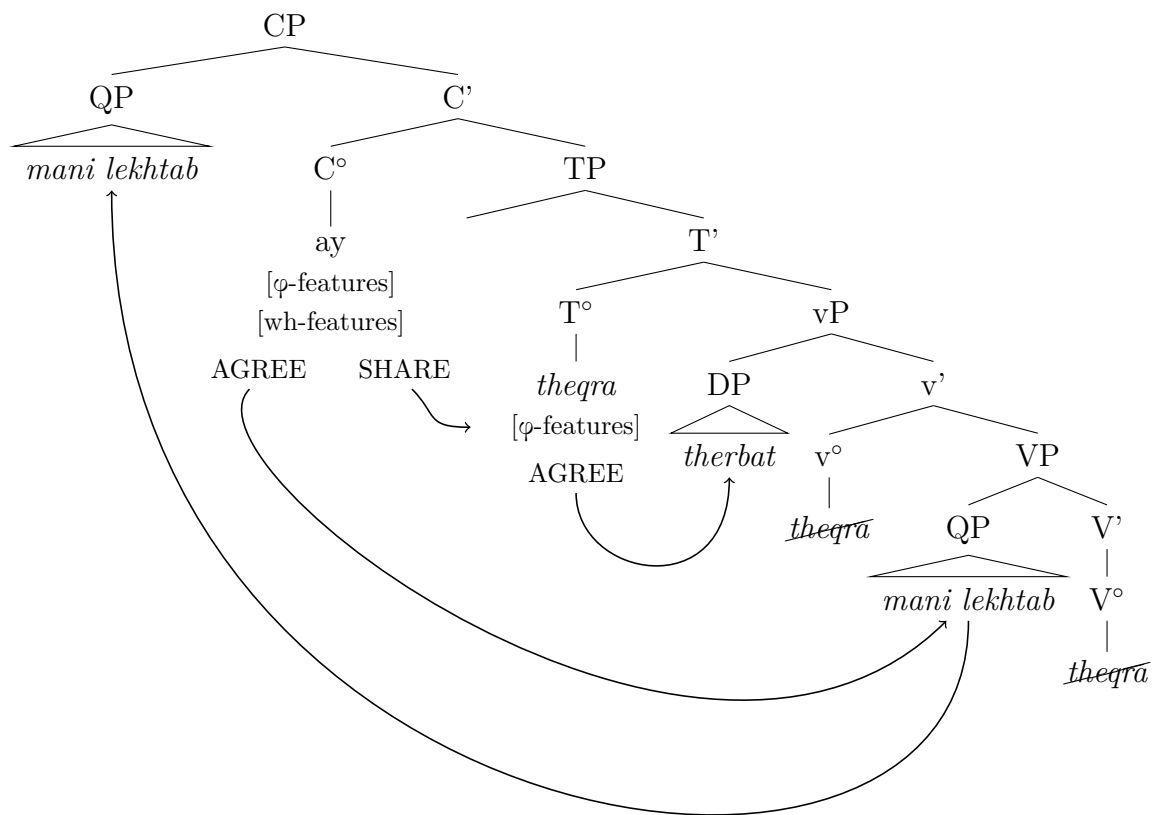 CP
QP C’
mani lekhtab C° TP
ay T’
[φ-features]
[wh-features] T° vP
AGREE SHARE theqra DP v’
[φ-features]
AGREE therbat v° VP
theqra QP V’
mani lekhtab V°
theqra